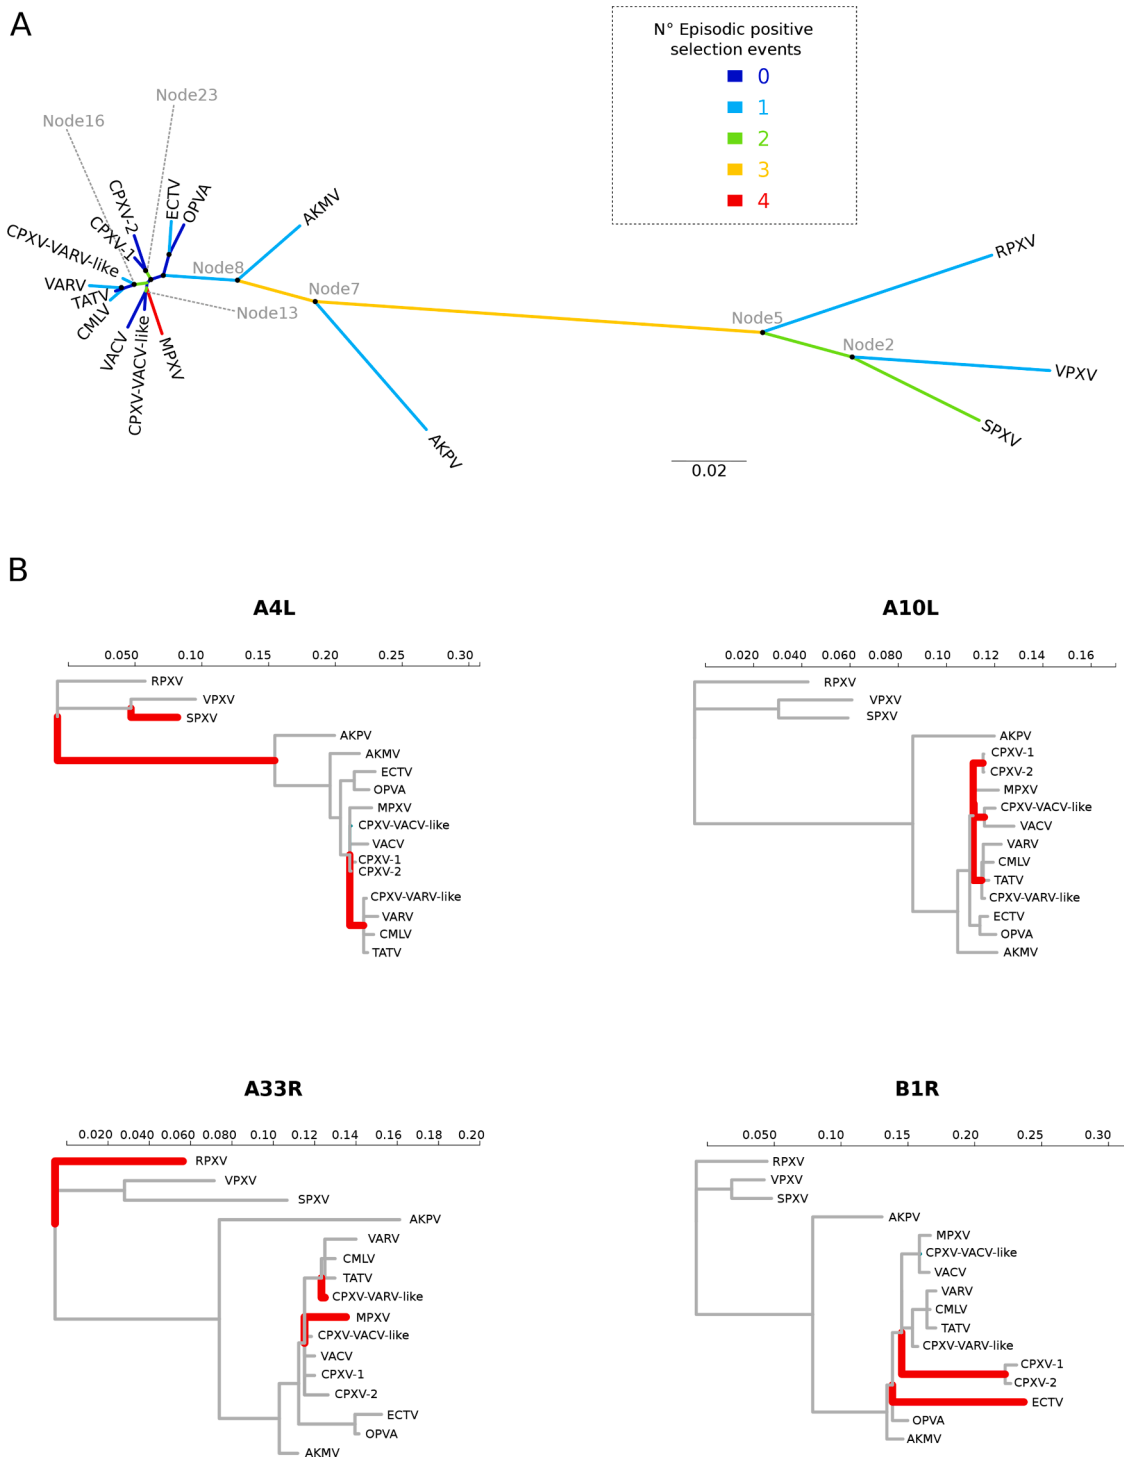 A
N° Episodic positive
selection events
0
1
2
3
4
Node23
Node16
CPXV-2
ECTV
OPVA
CPXV-1
AKMV
CPXV-VARV-like
Node8
RPXV
VARV
TATV
Node7
CMLV
Node13
Node5
VACV
CPXV-VACV-like
MPXV
Node2
VPXV
SPXV
AKPV
0.02
B
A4L
0.050 0.10 0.15 0.20 0.25 0.30
RPXV
VPXV
SPXV
AKPV
AKMV
ECTV
OPVA
MPXV
CPXV-VACV-like
VACV
CPXV-1
CPXV-2
CPXV-VARV-like
VARV
CMLV
TATV
A10L
0.020 0.040 0.060 0.080 0.10 0.12 0.14 0.16
RPXV
VPXV
SPXV
AKPV
CPXV-1
CPXV-2
MPXV
CPXV-VACV-like
VACV
VARV
CMLV
TATV
CPXV-VARV-like
ECTV
OPVA
AKMV
A33R
0.020 0.040 0.060 0.080 0.10 0.12 0.14 0.16 0.18 0.20
RPXV
VPXV
SPXV
AKPV
VARV
CMLV
TATV
CPXV-VARV-like
MPXV
CPXV-VACV-like
VACV
CPXV-1
CPXV-2
ECTV
OPVA
AKMV
B1R
0.050 0.10 0.15 0.20 0.25 0.30
RPXV
VPXV
SPXV
AKPV
MPXV
CPXV-VACV-like
VACV
VARV
CMLV
TATV
CPXV-VARV-like
CPXV-1
CPXV-2
ECTV
OPVA
AKMV